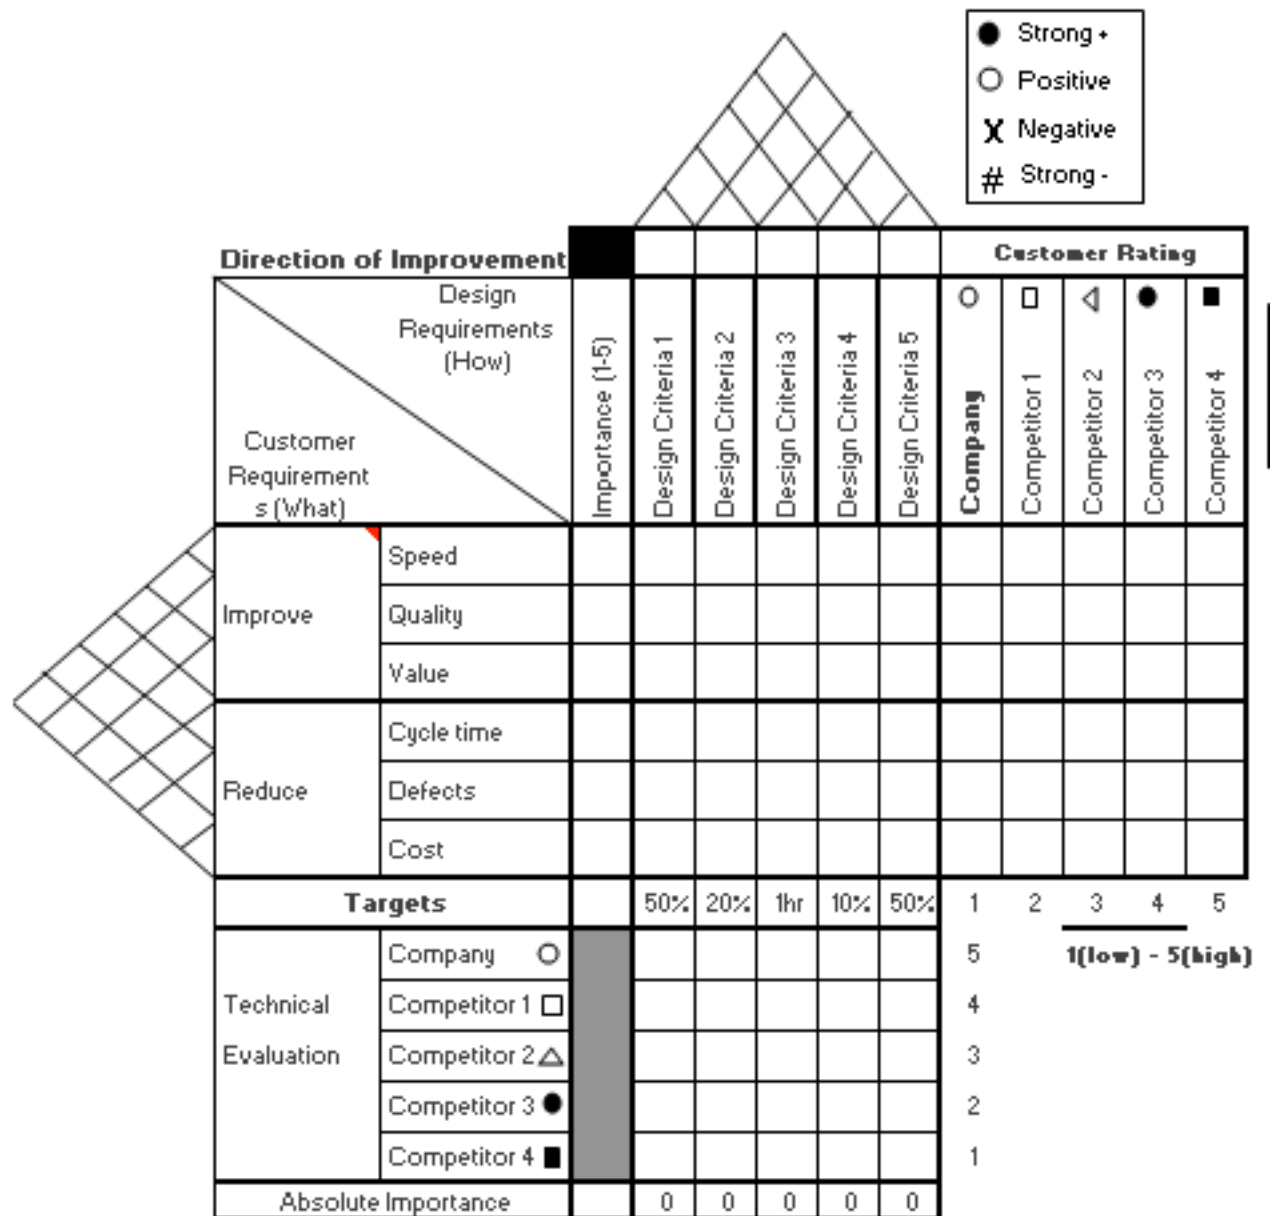 Strong +
Positive
X Negative
# Strong -
Direction of Improvement
Customer Rating
Design
Requirements
(How)
Customer
Requirement
s (What)
Importance (1-5)
Design Criteria 1
Design Criteria 2
Design Criteria 3
Design Criteria 4
Design Criteria 5
Company
Competitor 1
Competitor 2
Competitor 3
Competitor 4
Improve
Speed
Quality
Value
Reduce
Cycle time
Defects
Cost
Targets 50% 20% 1hr 10% 50% 1 2 3 4 5
Technical
Evaluation
Company 5 1(low) - 5(high)
Competitor 1 4
Competitor 2 3
Competitor 3 2
Competitor 4 1
Absolute Importance 0 0 0 0 0